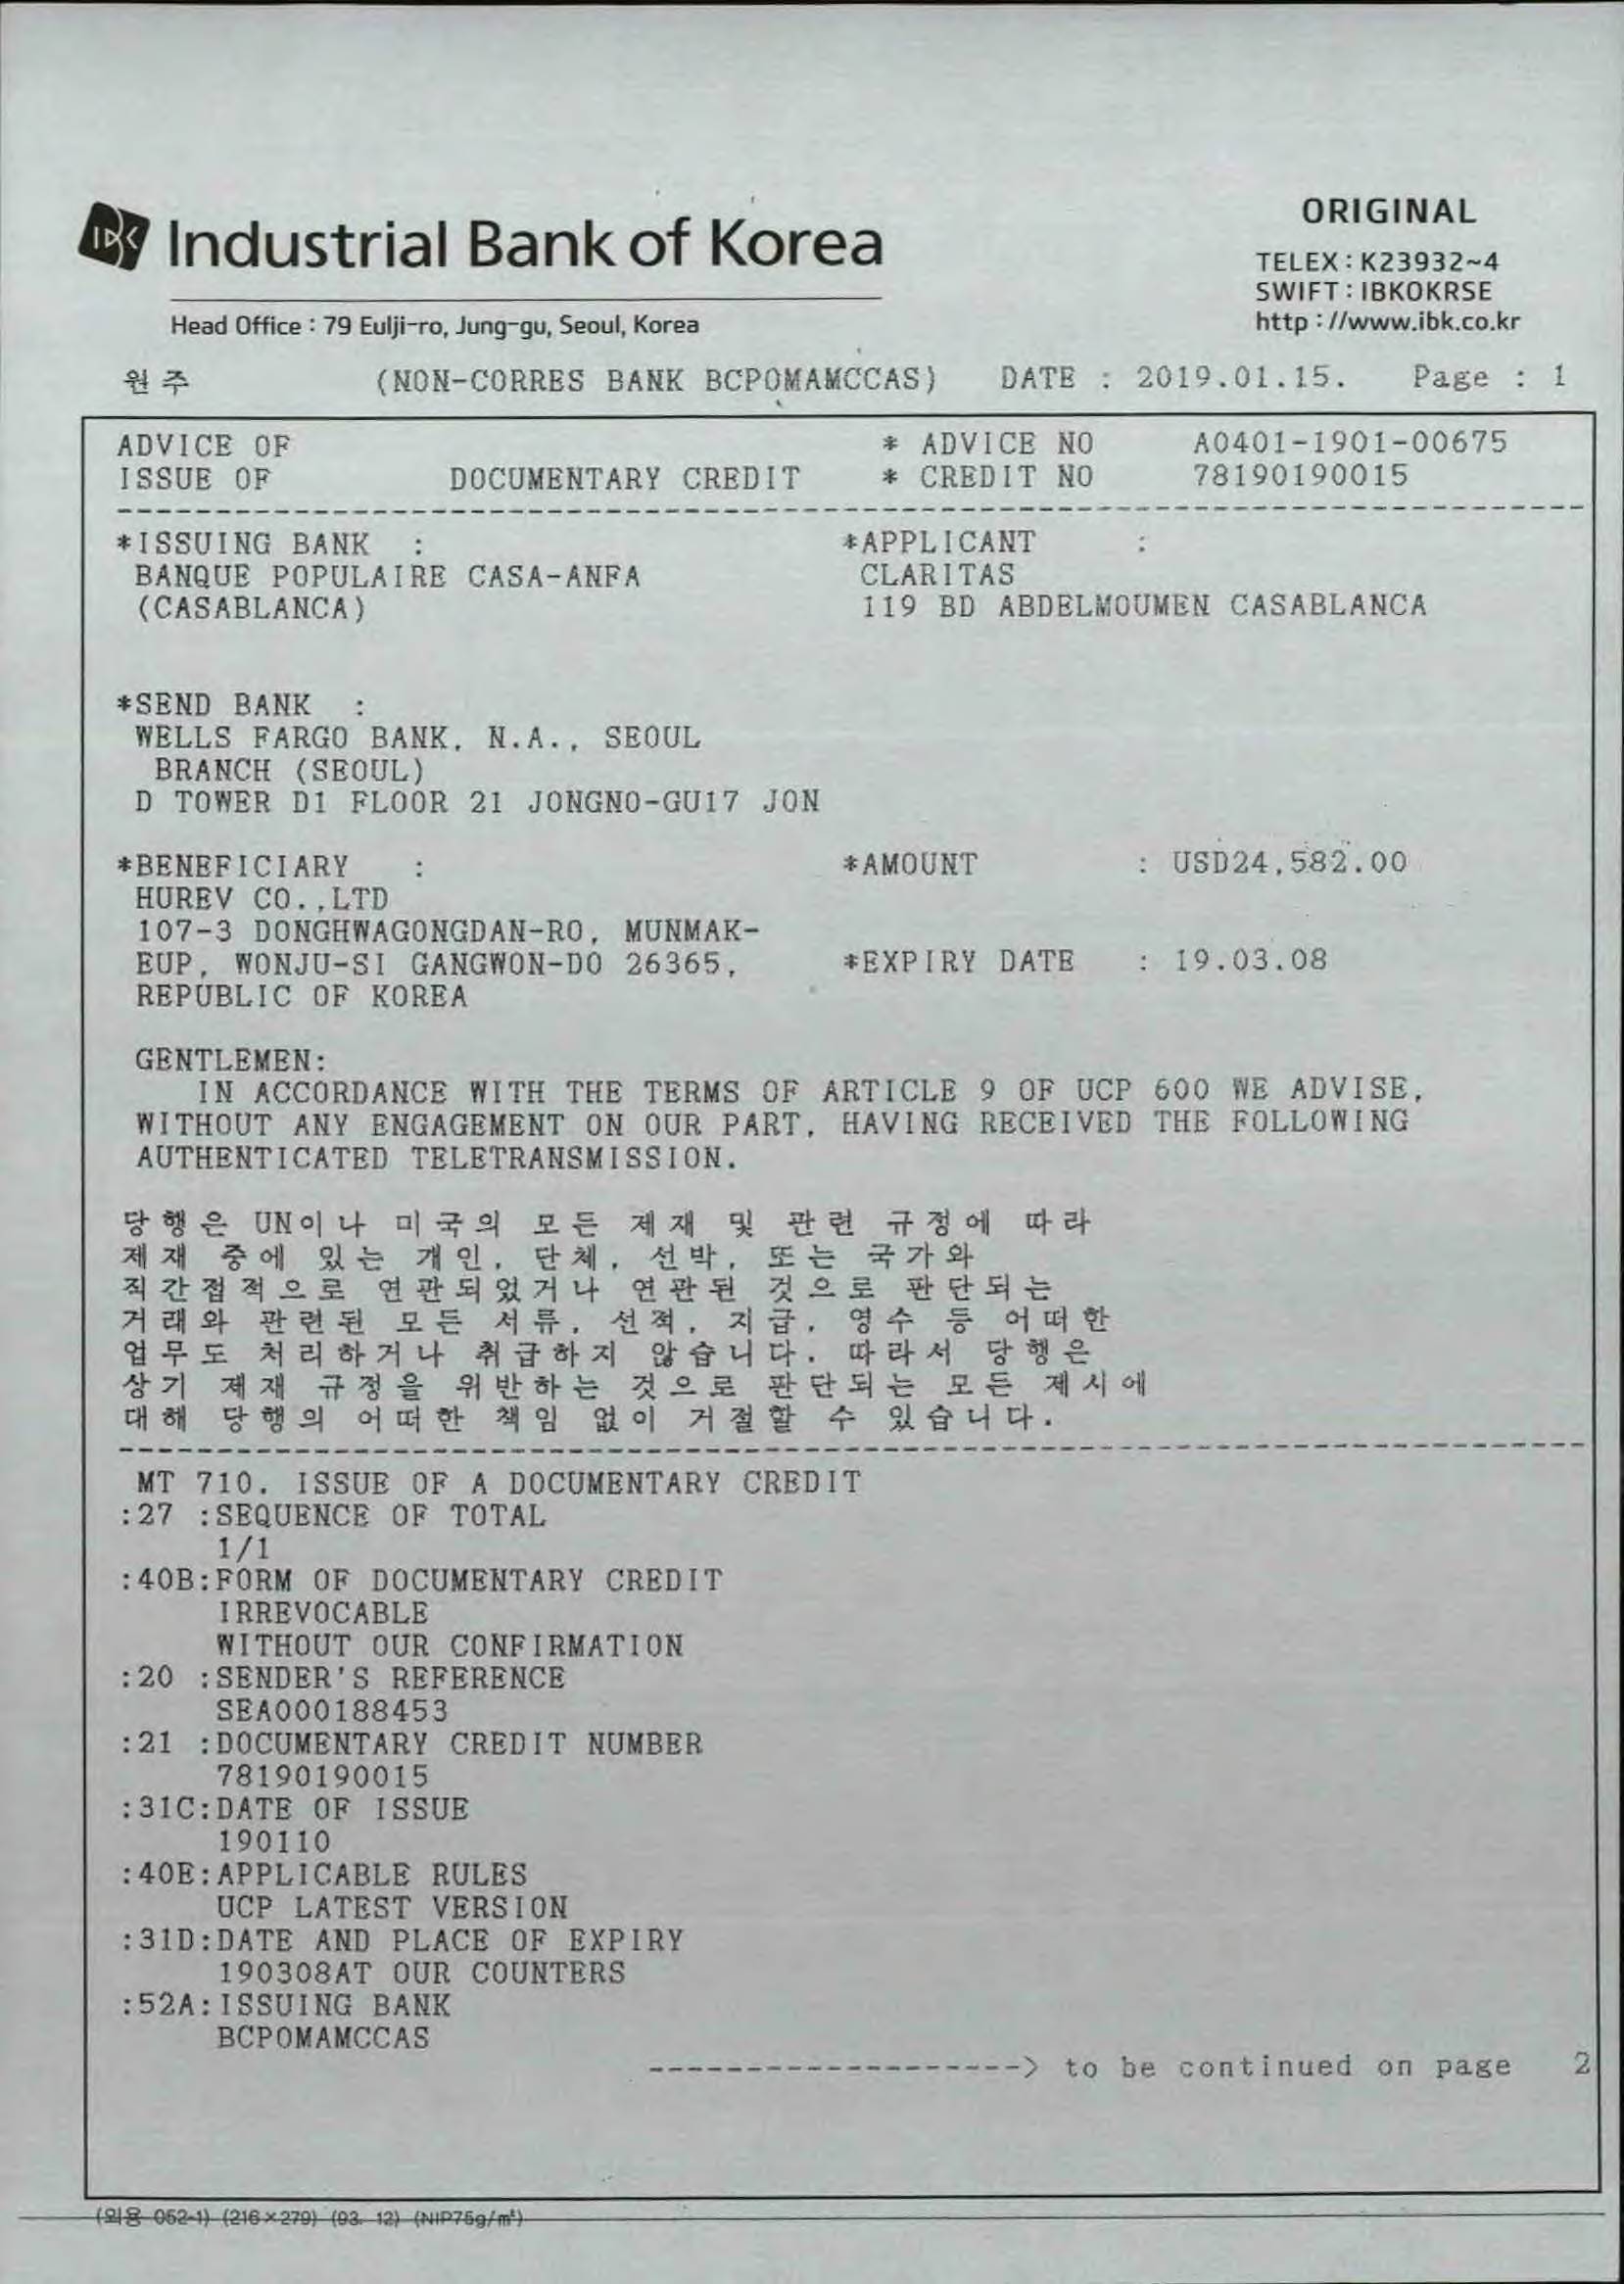 IBK Industrial Bank of Korea
ORIGINAL
TELEX : K23932~4
SWIFT : IBKOKRSE
http : //www.ibk.co.kr
Head Office : 79 Eulji-ro, Jung-gu, Seoul, Korea
원주 (NON-CORRES BANK BCPOMAMCCAS) DATE : 2019.01.15. Page : 1
ADVICE OF * ADVICE NO A0401-1901-00675
ISSUE OF DOCUMENTARY CREDIT * CREDIT NO 78190190015
*ISSUING BANK : *APPLICANT :
BANQUE POPULAIRE CASA-ANFA CLARITAS
(CASABLANCA) 119 BD ABDELMOUMEN CASABLANCA
*SEND BANK :
WELLS FARGO BANK, N.A., SEOUL
BRANCH (SEOUL)
D TOWER D1 FLOOR 21 JONGNO-GU17 JON
*BENEFICIARY : *AMOUNT : USD24,582.00
HUREV CO.,LTD
107-3 DONGHWAGONGDAN-RO, MUNMAK-
EUP, WONJU-SI GANGWON-DO 26365, *EXPIRY DATE : 19.03.08
REPUBLIC OF KOREA
GENTLEMEN:
IN ACCORDANCE WITH THE TERMS OF ARTICLE 9 OF UCP 600 WE ADVISE,
WITHOUT ANY ENGAGEMENT ON OUR PART, HAVING RECEIVED THE FOLLOWING
AUTHENTICATED TELETRANSMISSION.
당행은 UN이나 미국의 모든 제재 및 관련 규정에 따라
제재 중에 있는 개인, 단체, 선박, 또는 국가와
직간접적으로 연관되었거나 연관된 것으로 판단되는
거래와 관련된 모든 서류, 선적, 지급, 영수 등 어떠한
업무도 처리하거나 취급하지 않습니다. 따라서 당행은
상기 제재 규정을 위반하는 것으로 판단되는 모든 제시에
대해 당행의 어떠한 책임 없이 거절할 수 있습니다.
MT 710. ISSUE OF A DOCUMENTARY CREDIT
:27 :SEQUENCE OF TOTAL
1/1
:40B:FORM OF DOCUMENTARY CREDIT
IRREVOCABLE
WITHOUT OUR CONFIRMATION
:20 :SENDER'S REFERENCE
SEA000188453
:21 :DOCUMENTARY CREDIT NUMBER
78190190015
:31C:DATE OF ISSUE
190110
:40E:APPLICABLE RULES
UCP LATEST VERSION
:31D:DATE AND PLACE OF EXPIRY
190308AT OUR COUNTERS
:52A:ISSUING BANK
BCPOMAMCCAS
-------------------> to be continued on page 2
(외용 052-1) (216×279) (03. 12) (NIP75g/㎡)